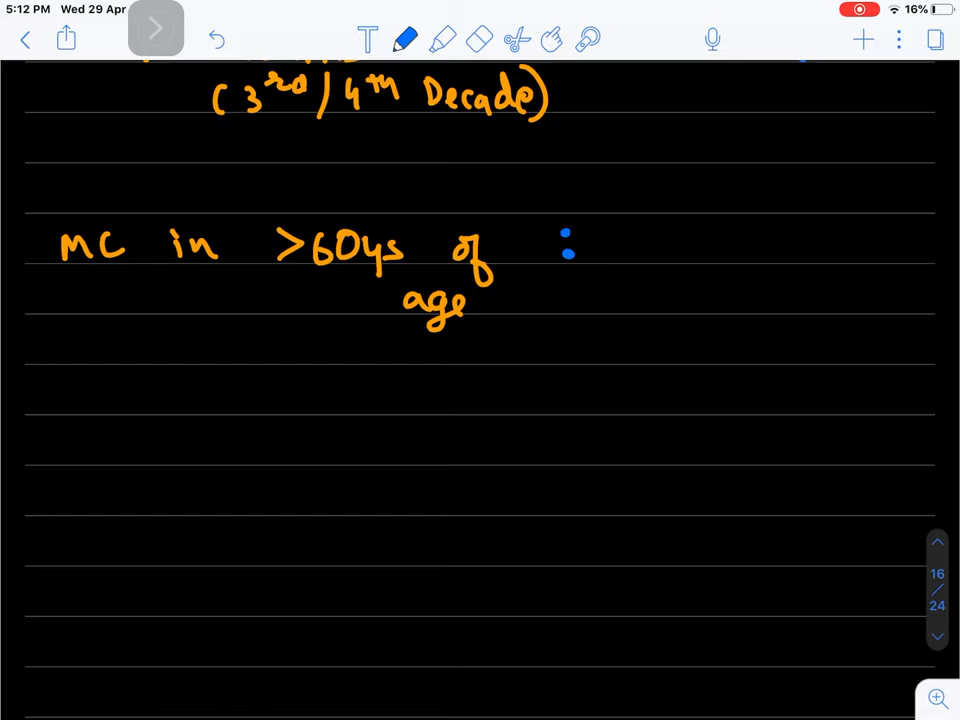 5:12 PM Wed 29 Apr 16%
(3rd/4th Decade)
MC in >60ys of :
age
16
/
24